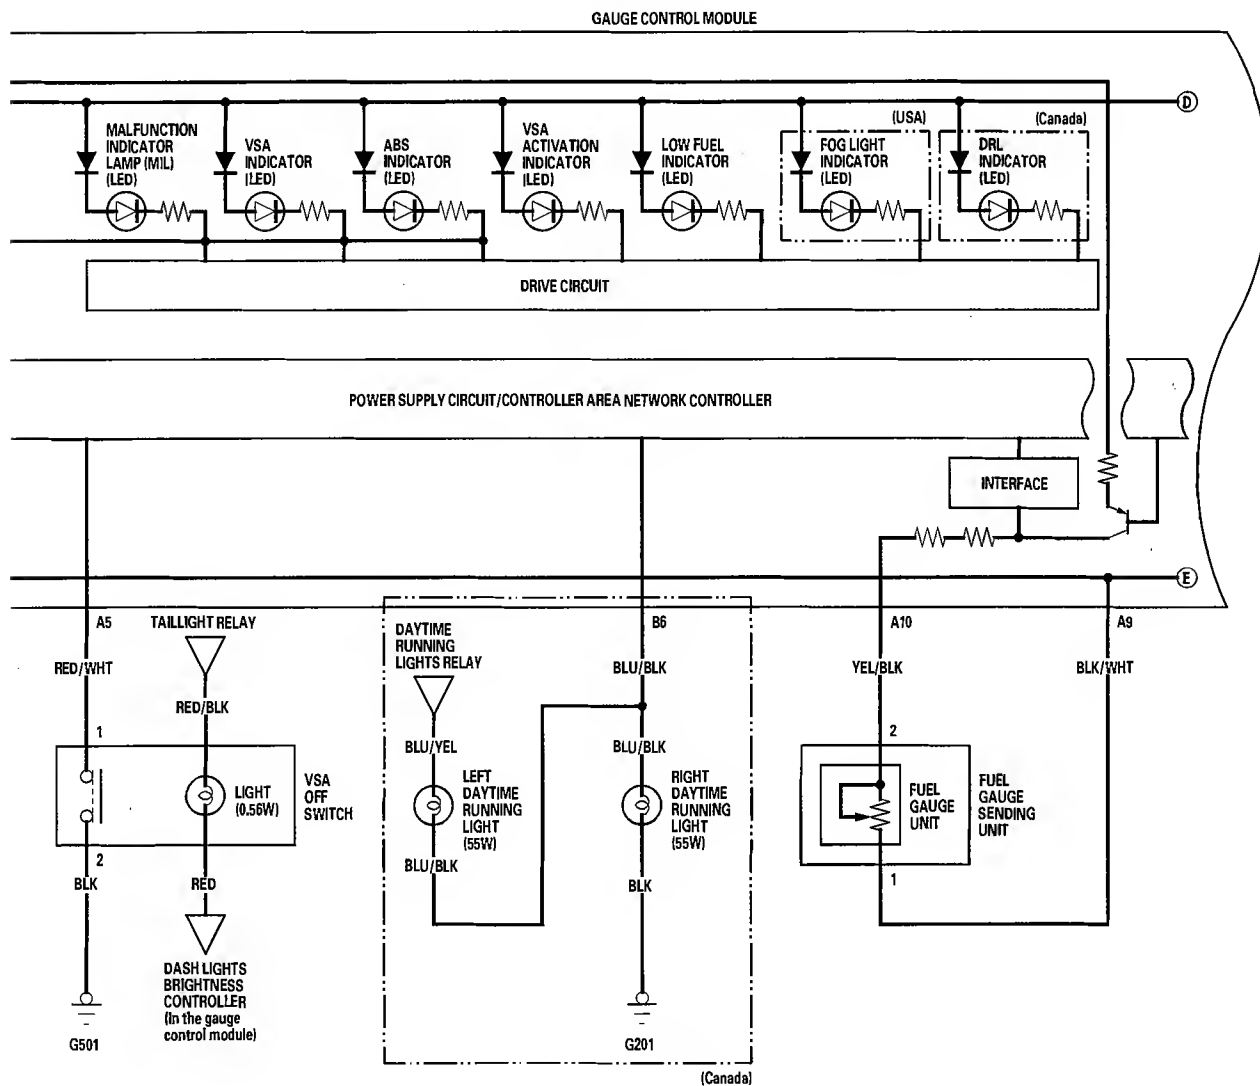 GAUGE CONTROL MODULE
D
MALFUNCTION
INDICATOR
LAMP (MIL)
(LED)
VSA
INDICATOR
(LED)
ABS
INDICATOR
(LED)
VSA
ACTIVATION
INDICATOR
(LED)
LOW FUEL
INDICATOR
(LED)
(USA)
FOG LIGHT
INDICATOR
(LED)
(Canada)
DRL
INDICATOR
(LED)
DRIVE CIRCUIT
POWER SUPPLY CIRCUIT/CONTROLLER AREA NETWORK CONTROLLER
INTERFACE
E
A5
TAILLIGHT RELAY
B6
A10
A9
RED/WHT
RED/BLK
1
2
LIGHT
(0.56W)
VSA
OFF
SWITCH
BLK
RED
DASH LIGHTS
BRIGHTNESS
CONTROLLER
(In the gauge
control module)
G501
DAYTIME
RUNNING
LIGHTS RELAY
BLU/YEL
LEFT
DAYTIME
RUNNING
LIGHT
(55W)
BLU/BLK
BLU/BLK
BLU/BLK
RIGHT
DAYTIME
RUNNING
LIGHT
(55W)
BLK
G201
(Canada)
YEL/BLK
BLK/WHT
2
FUEL
GAUGE
UNIT
FUEL
GAUGE
SENDING
UNIT
1